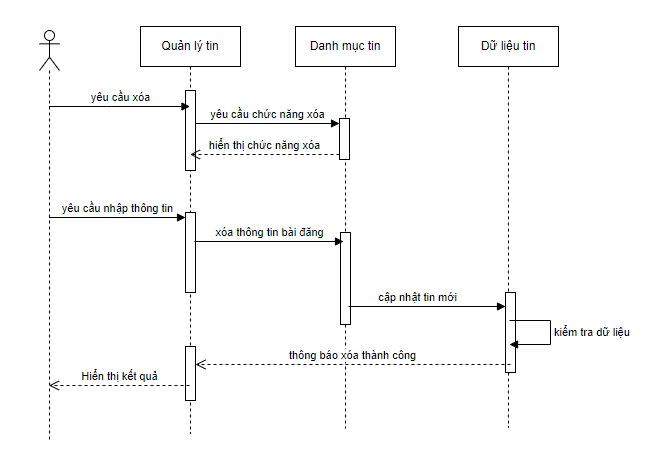 Quản lý tin
Danh mục tin
Dữ liệu tin
yêu cầu xóa
yêu cầu chức năng xóa
hiển thị chức năng xóa
yêu cầu nhập thông tin
xóa thông tin bài đăng
cập nhật tin mới
kiểm tra dữ liệu
thông báo xóa thành công
Hiển thị kết quả